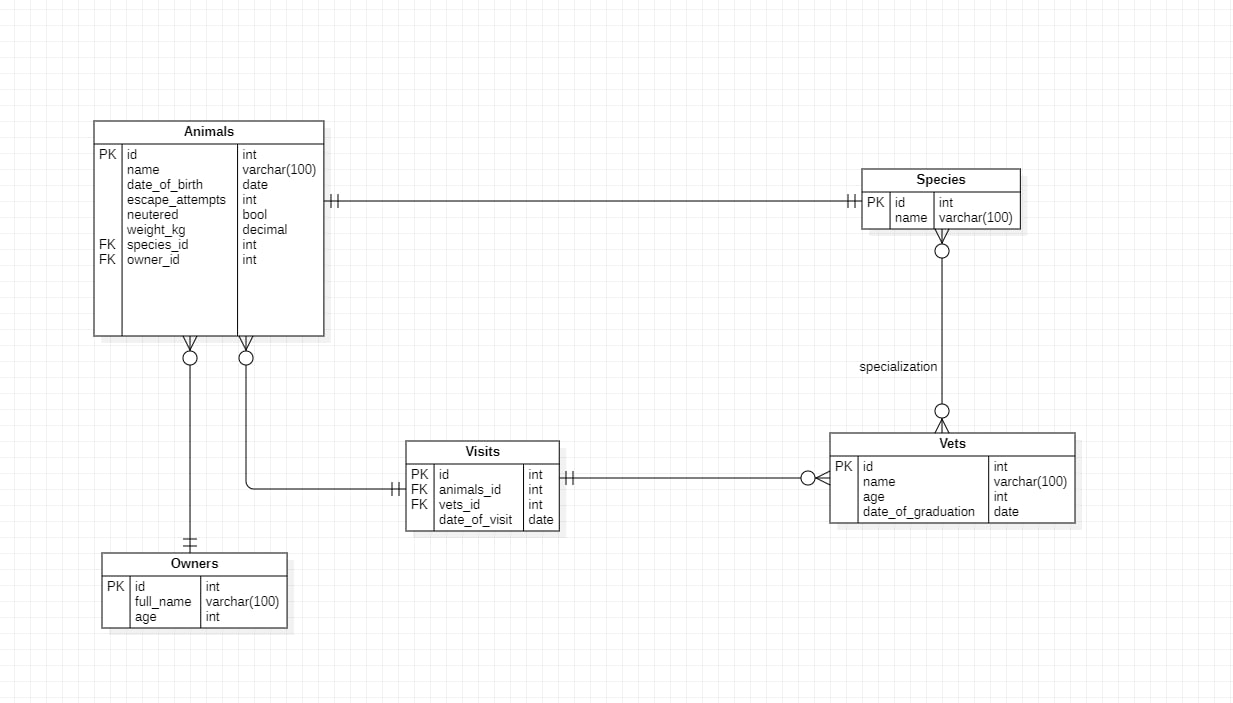 Animals
PK id int
name varchar(100)
date_of_birth date
escape_attempts int
neutered bool
weight_kg decimal
FK species_id int
FK owner_id int
Species
PK id int
name varchar(100)
specialization
Visits
PK id int
FK animals_id int
FK vets_id int
date_of_visit date
Vets
PK id int
name varchar(100)
age int
date_of_graduation date
Owners
PK id int
full_name varchar(100)
age int